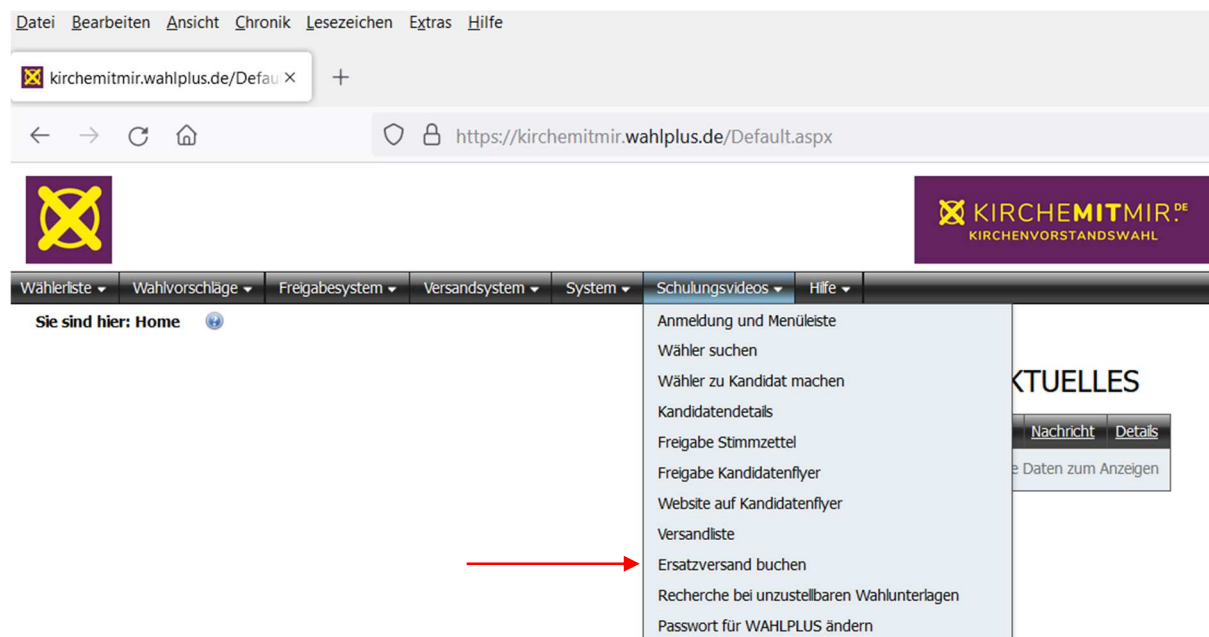 Datei Bearbeiten Ansicht Chronik Lesezeichen Extras Hilfe
kirchemitmir.wahlplus.de/Defau
https://kirchemitmir.wahlplus.de/Default.aspx
KIRCHEMITMIR.DE
KIRCHENVORSTANDSWAHL
Wählerliste Wahlvorschläge Freigabesystem Versandsystem System Schulungsvideos Hilfe
Sie sind hier: Home
Anmeldung und Menüleiste
Wähler suchen
Wähler zu Kandidat machen
KTUELLES
Kandidatendetails
Nachricht Details
Freigabe Stimmzettel
Freigabe Kandidatenflyer
e Daten zum Anzeigen
Website auf Kandidatenflyer
Versandliste
Ersatzversand buchen
Recherche bei unzustellbaren Wahlunterlagen
Passwort für WAHLPLUS ändern